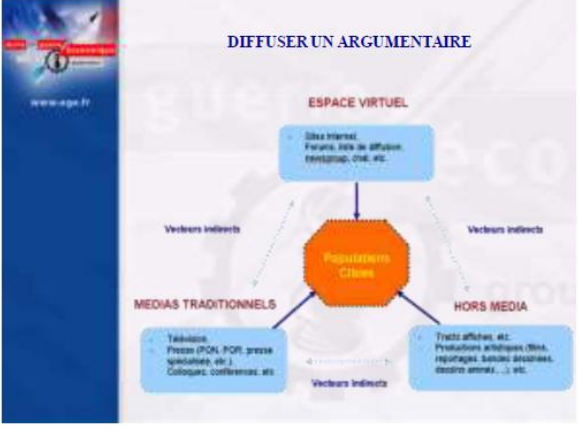 DIFFUSER UN ARGUMENTAIRE
guerre
économique
www.ege.fr
ESPACE VIRTUEL
Sites Internet,
Forums, liste de diffusion,
newsgroup, chat, etc.
Vecteurs indirects
Vecteurs indirects
Populations
Cibles
MEDIAS TRADITIONNELS
HORS MEDIA
Télévision,
Presse (PQN, PQR, presse
spécialisée, etc.),
Colloques, conférences, etc
affiches, etc.
Productions artistiques (films,
reportages, bandes dessinées,
dessins animés, ...), etc.
Vecteurs indirects